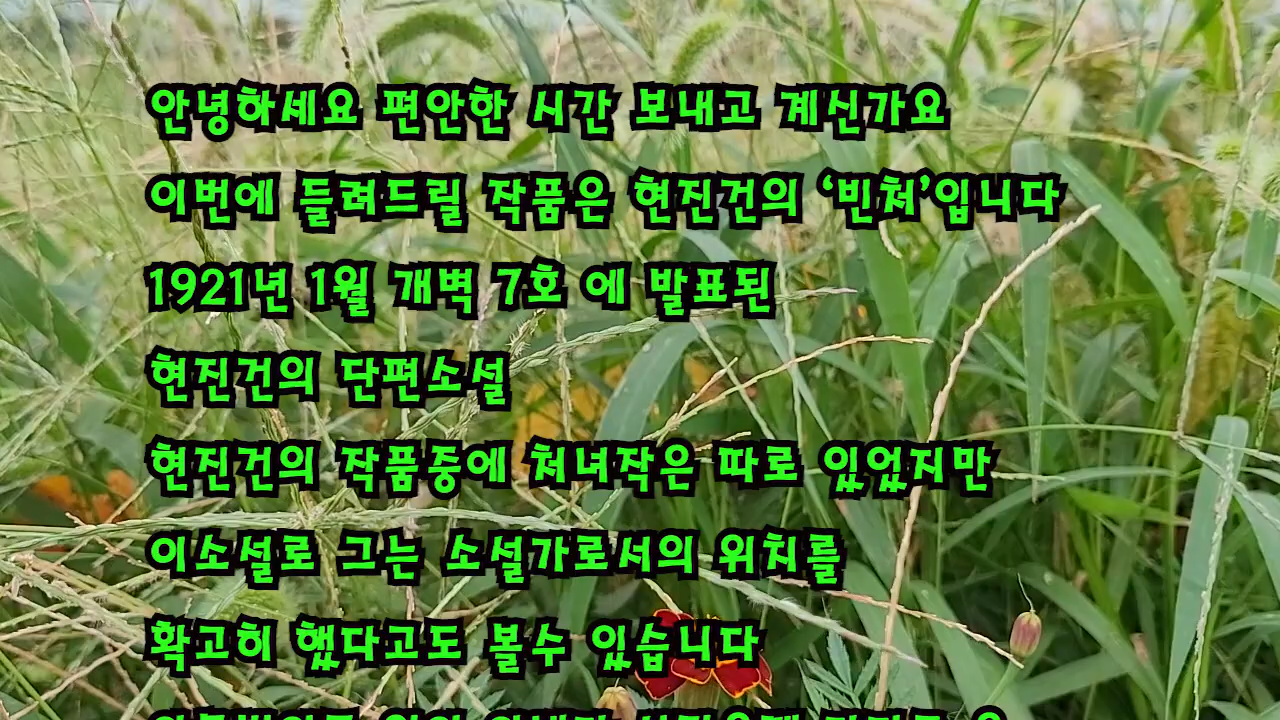 안녕하세요 편안한 시간 보내고 계신가요
이번에 들려드릴 작품은 현진건의 ‘빈처’입니다
1921년 1월 개벽 7호 에 발표된
현진건의 단편소설
현진건의 작품중에 처녀작은 따로 있었지만
이소설로 그는 소설가로서의 위치를
확고히 했다고도 볼수 있습니다